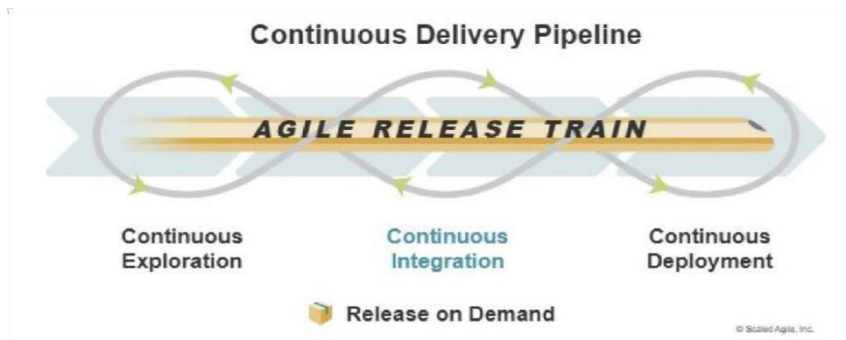 Continuous Delivery Pipeline
AGILE RELEASE TRAIN
Continuous
Exploration
Continuous
Integration
Continuous
Deployment
Release on Demand
© Scaled Agile, Inc.